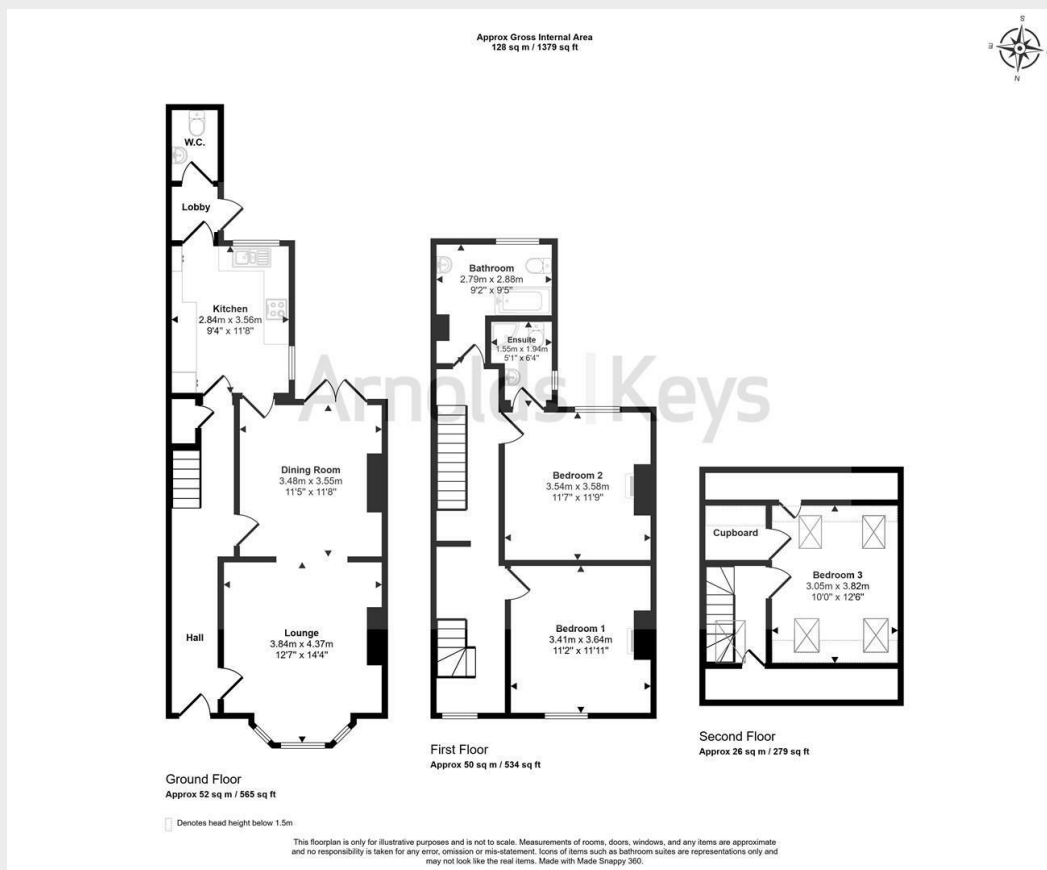 Approx Gross Internal Area
128 sq m / 1379 sq ft
S
E
N
W.C.
Lobby
Kitchen
2.84m x 3.56m
9'4" x 11'8"
Dining Room
3.48m x 3.55m
11'5" x 11'8"
Hall
Lounge
3.84m x 4.37m
12'7" x 14'4"
Ground Floor
Approx 52 sq m / 565 sq ft
Bathroom
2.79m x 2.88m
9'2" x 9'5"
Ensuite
1.55m x 1.94m
5'1" x 6'4"
Arnolds | Keys
Bedroom 2
3.54m x 3.58m
11'7" x 11'9"
Bedroom 1
3.41m x 3.64m
11'2" x 11'11"
First Floor
Approx 50 sq m / 534 sq ft
Cupboard
Bedroom 3
3.05m x 3.82m
10'0" x 12'6"
Second Floor
Approx 26 sq m / 279 sq ft
Denotes head height below 1.5m
This floorplan is only for illustrative purposes and is not to scale. Measurements of rooms, doors, windows, and any items are approximate
and no responsibility is taken for any error, omission or mis-statement. Icons of items such as bathroom suites are representations only and
may not look like the real items. Made with Made Snappy 360.